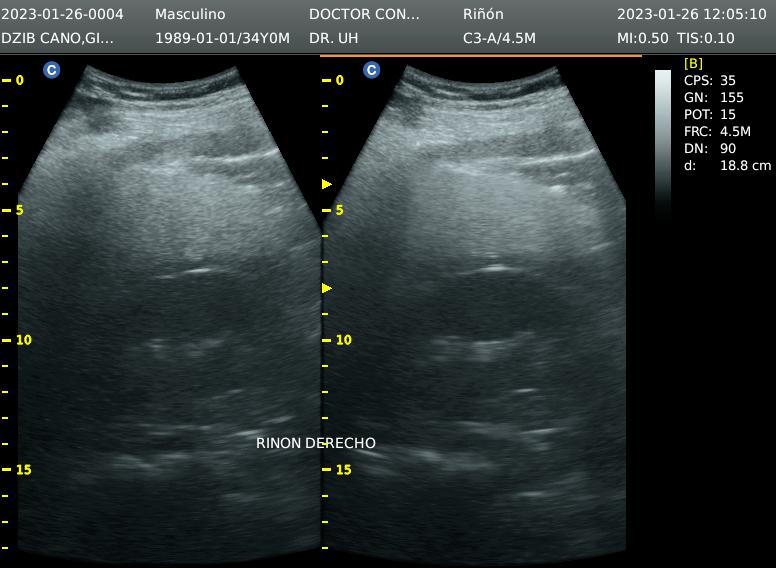 2023-01-26-0004 Masculino DOCTOR CON... Riñón 2023-01-26 12:05:10
DZIB CANO,GI... 1989-01-01/34Y0M DR. UH C3-A/4.5M MI:0.50 TIS:0.10
C C
[B]
CPS: 35
GN: 155
POT: 15
FRC: 4.5M
DN: 90
d: 18.8 cm
0 0
5 5
10 10
RINON DERECHO
15 15